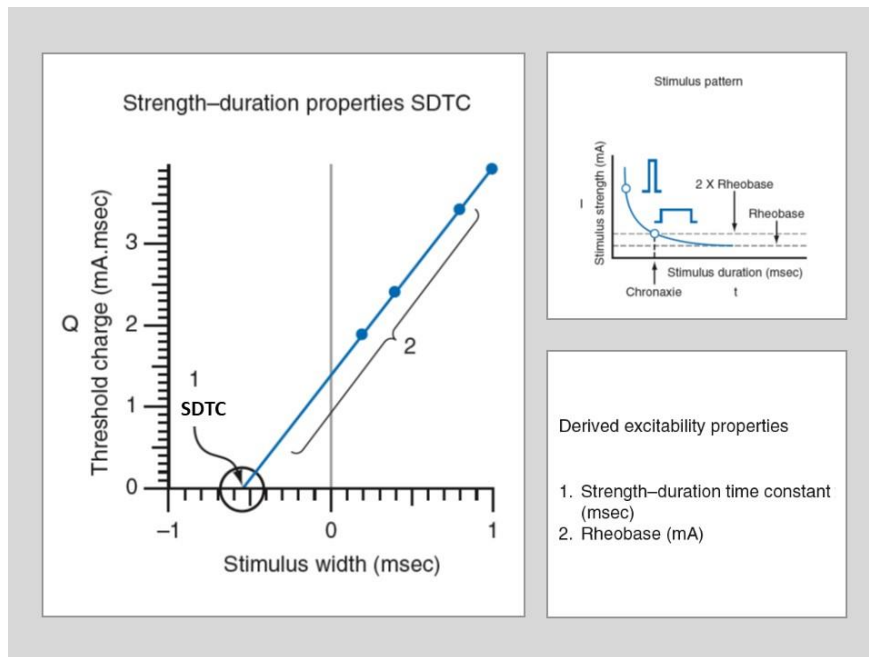 Strength–duration properties SDTC
Q
Threshold charge (mA.msec)
3
2
1
0
1
SDTC
2
–1
0
1
Stimulus width (msec)
Stimulus pattern
I
Stimulus strength (mA)
2 X Rheobase
Rheobase
Stimulus duration (msec)
Chronaxie
t
Derived excitability properties
1. Strength–duration time constant
(msec)
2. Rheobase (mA)